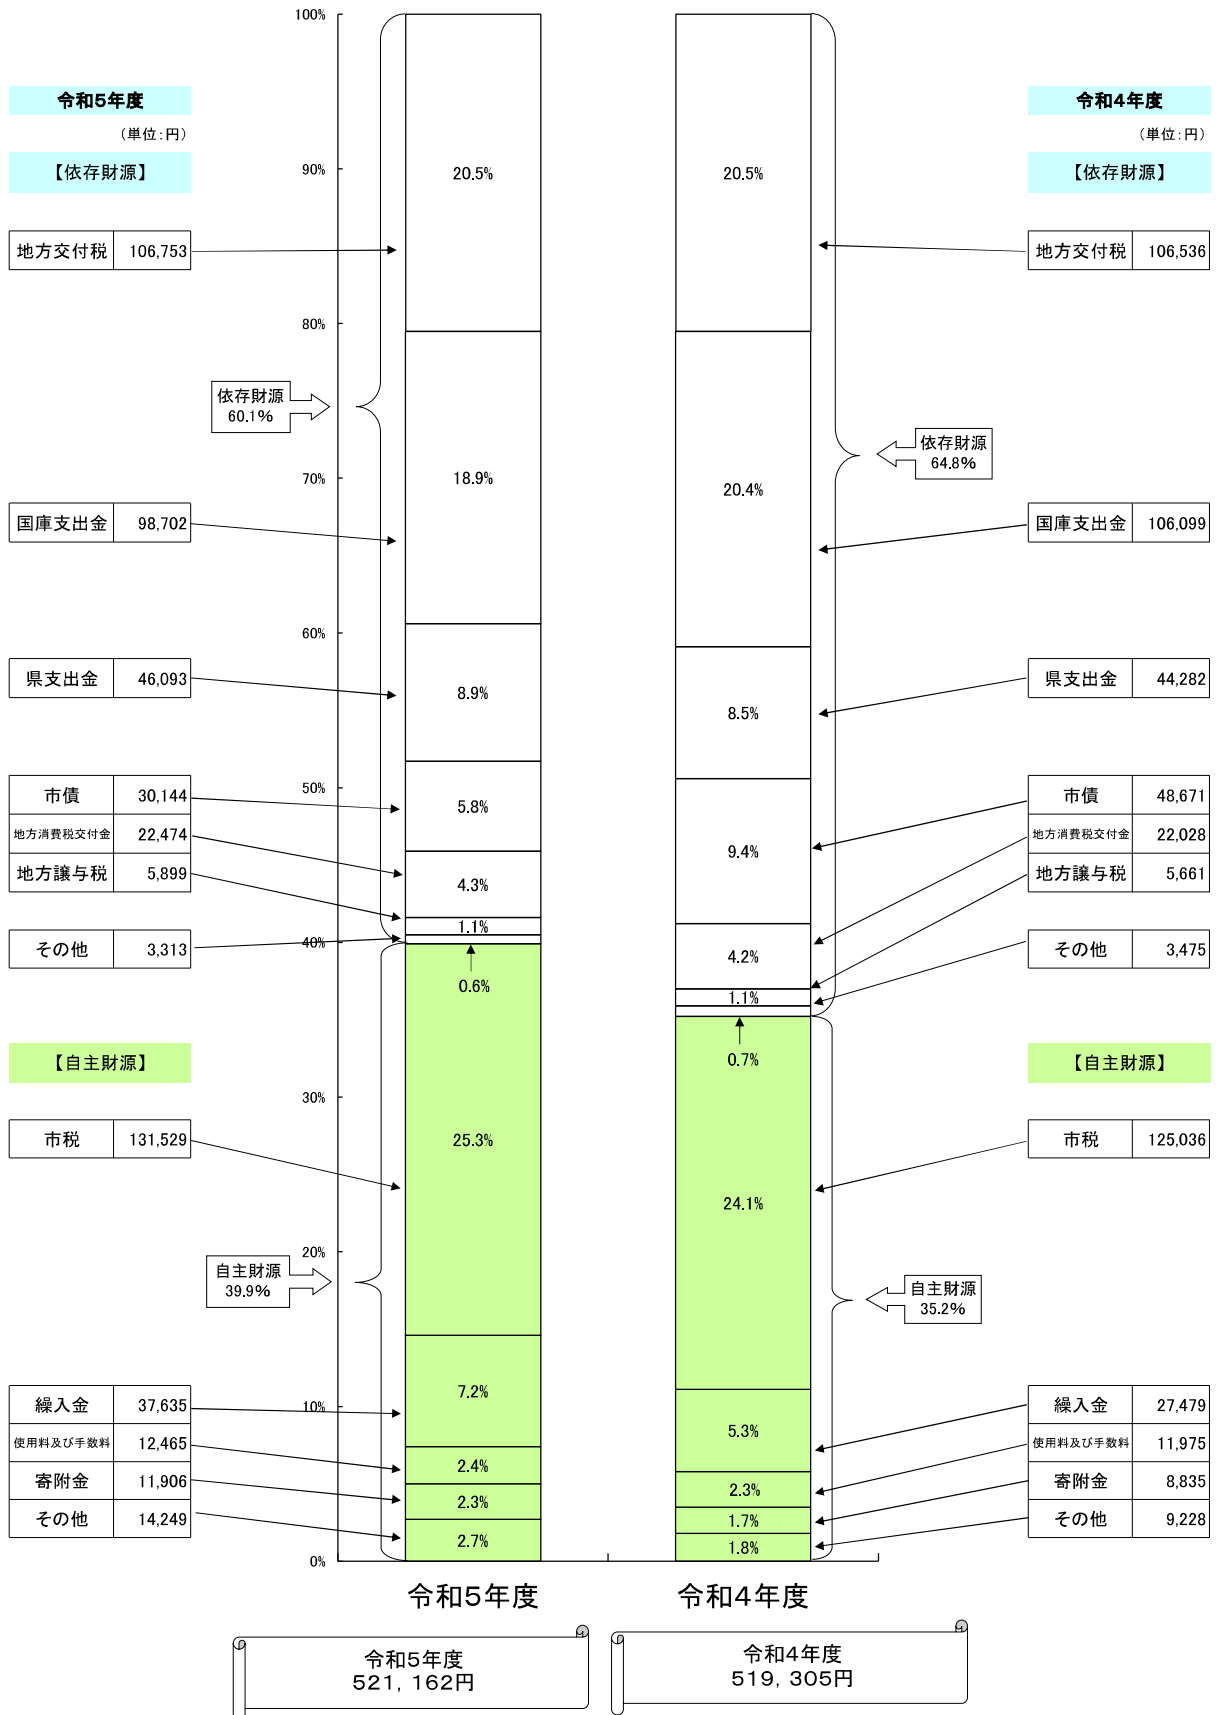 令和5年度
（単位：円）
【依存財源】
地方交付税 106,753
国庫支出金 98,702
県支出金 46,093
市債 30,144
地方消費税交付金 22,474
地方譲与税 5,899
その他 3,313
【自主財源】
市税 131,529
繰入金 37,635
使用料及び手数料 12,465
寄附金 11,906
その他 14,249
依存財源
60.1%
自主財源
39.9%
100%
90%
80%
70%
60%
50%
40%
30%
20%
10%
0%
20.5%
18.9%
8.9%
5.8%
4.3%
1.1%
0.6%
25.3%
7.2%
2.4%
2.3%
2.7%
令和5年度
20.5%
20.4%
8.5%
9.4%
4.2%
1.1%
0.7%
24.1%
5.3%
2.3%
1.7%
1.8%
令和4年度
依存財源
64.8%
自主財源
35.2%
令和4年度
（単位：円）
【依存財源】
地方交付税 106,536
国庫支出金 106,099
県支出金 44,282
市債 48,671
地方消費税交付金 22,028
地方譲与税 5,661
その他 3,475
【自主財源】
市税 125,036
繰入金 27,479
使用料及び手数料 11,975
寄附金 8,835
その他 9,228
令和5年度
521,162円
令和4年度
519,305円